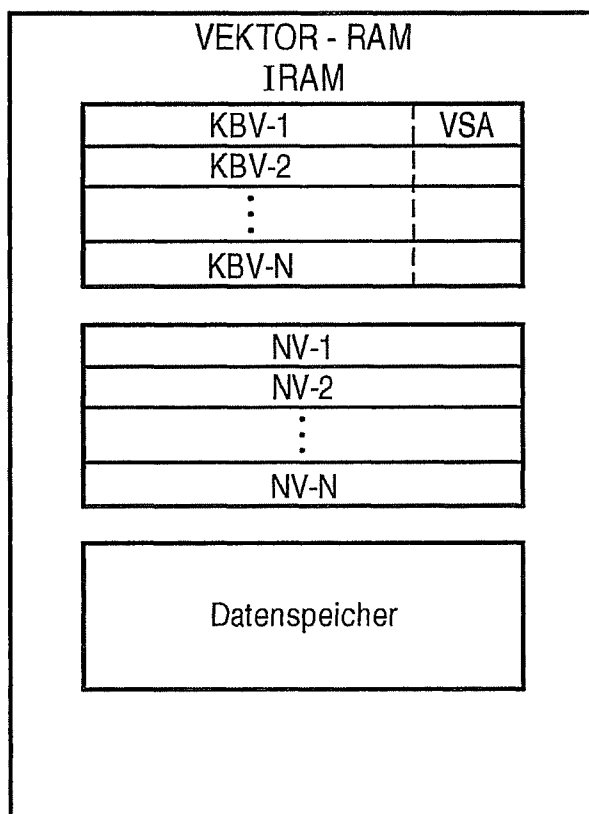 VEKTOR - RAM
IRAM
KBV-1 VSA
KBV-2
⋮
KBV-N
NV-1
NV-2
⋮
NV-N
Datenspeicher